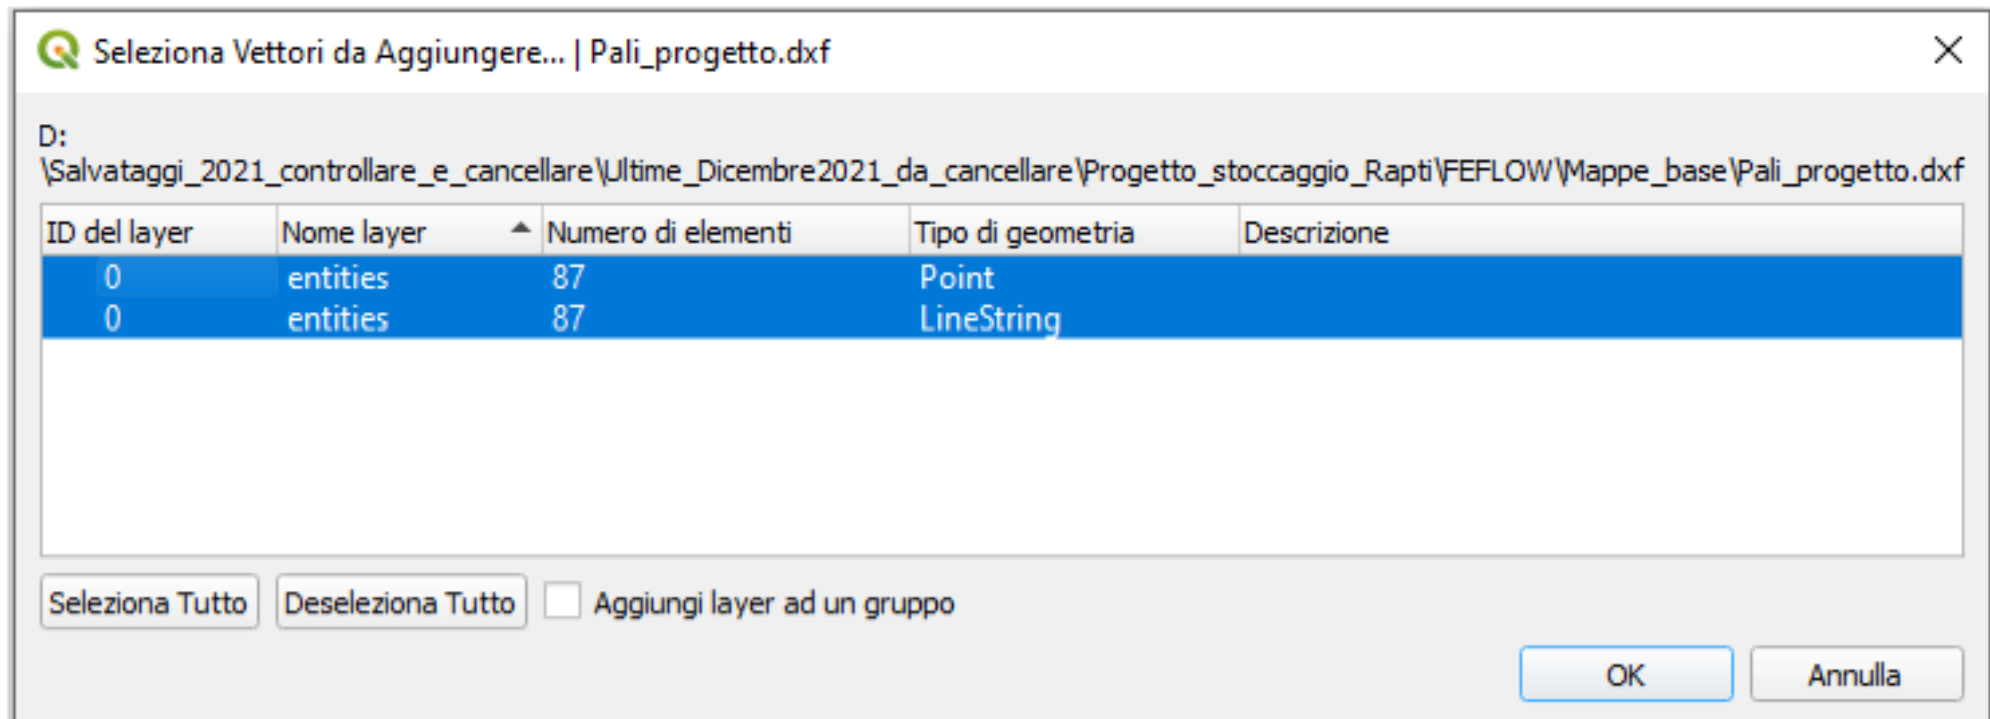 Seleziona Vettori da Aggiungere... | Pali_progetto.dxf
D:
\Salvataggi_2021_controllare_e_cancellare\Ultime_Dicembre2021_da_cancellare\Progetto_stoccaggio_Rapti\FEFLOW\Mappe_base\Pali_progetto.dxf
ID del layer Nome layer Numero di elementi Tipo di geometria Descrizione
0 entities 87 Point
0 entities 87 LineString
Seleziona Tutto Deseleziona Tutto Aggiungi layer ad un gruppo
OK Annulla